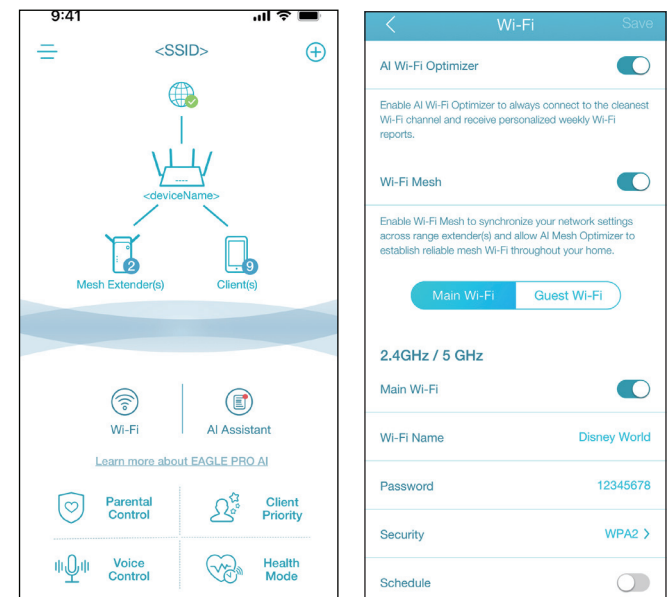 9:41
<SSID>
<deviceName>
2
9
Mesh Extender(s)
Client(s)
Wi-Fi
AI Assistant
Learn more about EAGLE PRO AI
Parental
Control
Client
Priority
Voice
Control
Health
Mode
Wi-Fi
Save
AI Wi-Fi Optimizer
Enable AI Wi-Fi Optimizer to always connect to the cleanest
Wi-Fi channel and receive personalized weekly Wi-Fi
reports.
Wi-Fi Mesh
Enable Wi-Fi Mesh to synchronize your network settings
across range extender(s) and allow AI Mesh Optimizer to
establish reliable mesh Wi-Fi throughout your home.
Main Wi-Fi
Guest Wi-Fi
2.4GHz / 5 GHz
Main Wi-Fi
Wi-Fi Name
Disney World
Password
12345678
Security
WPA2
Schedule